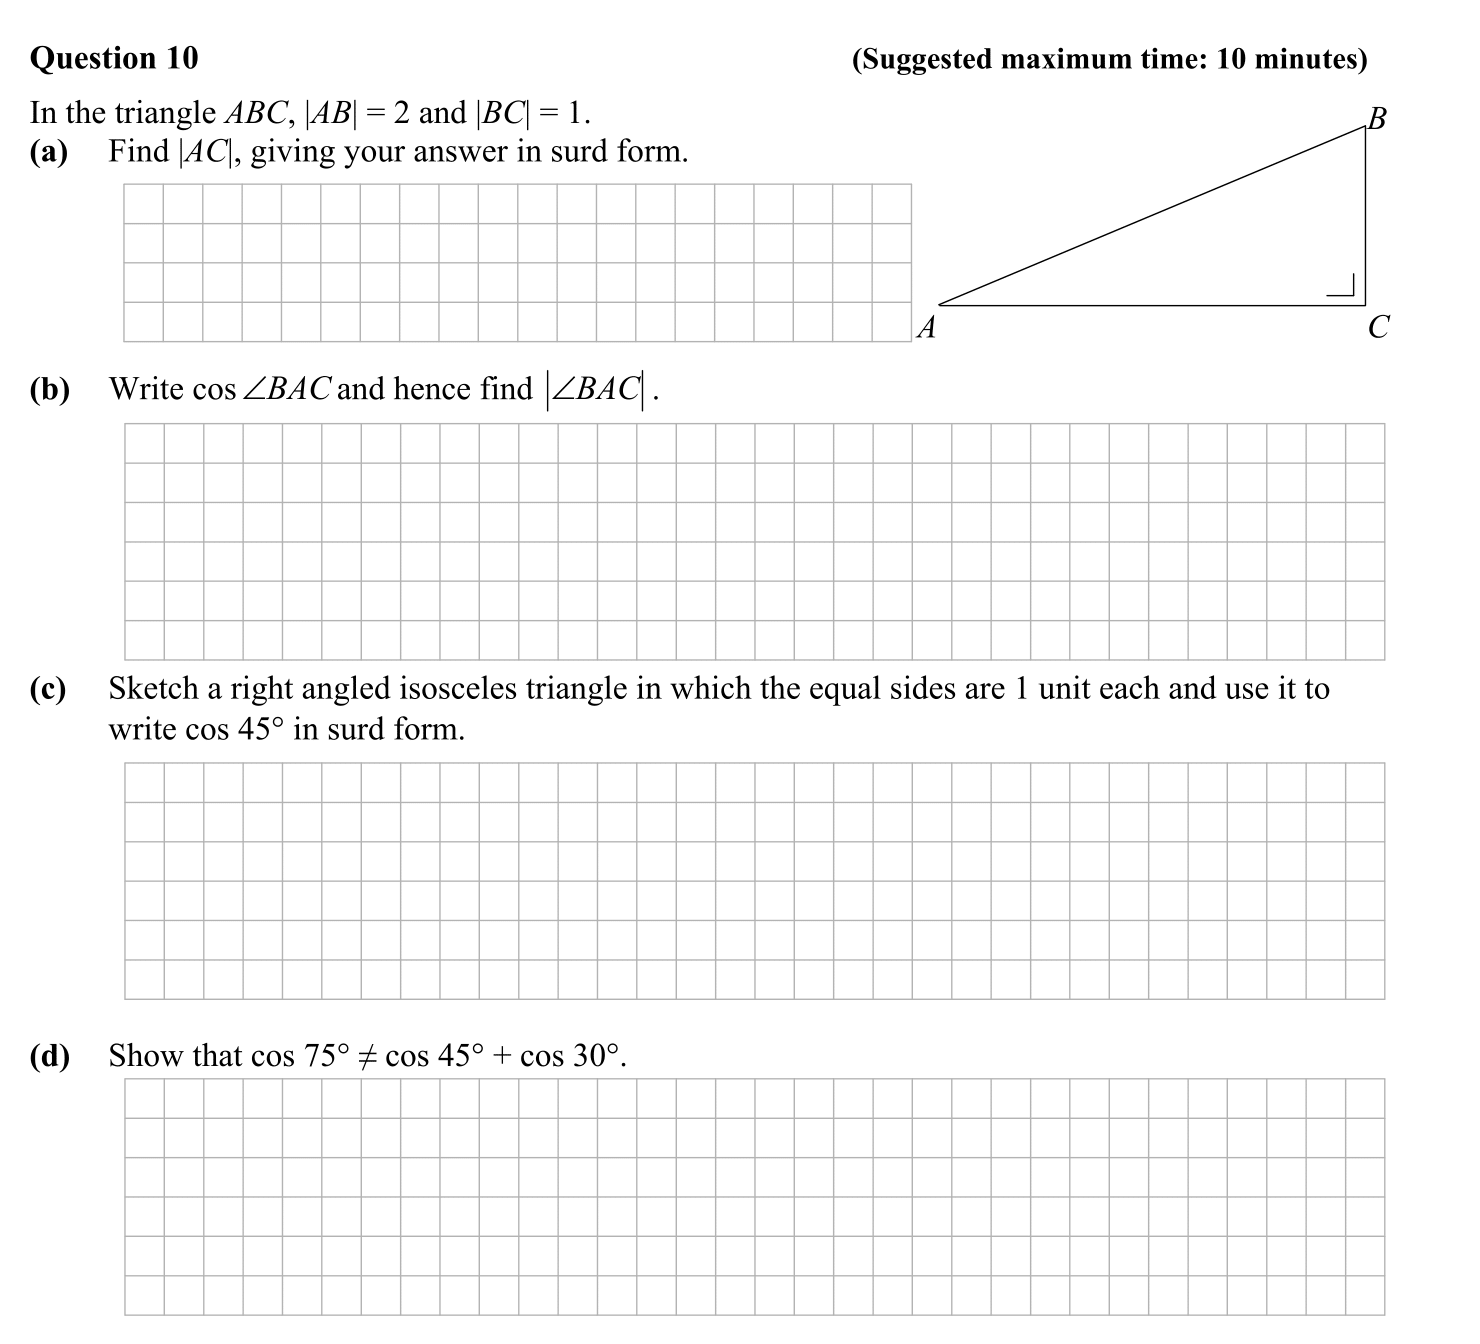 Question 10 (Suggested maximum time: 10 minutes)
In the triangle ABC, |AB| = 2 and |BC| = 1.
(a) Find |AC|, giving your answer in surd form.
B
A
C
(b) Write cos ∠BAC and hence find |∠BAC|.
(c) Sketch a right angled isosceles triangle in which the equal sides are 1 unit each and use it to
write cos 45° in surd form.
(d) Show that cos 75° ≠ cos 45° + cos 30°.